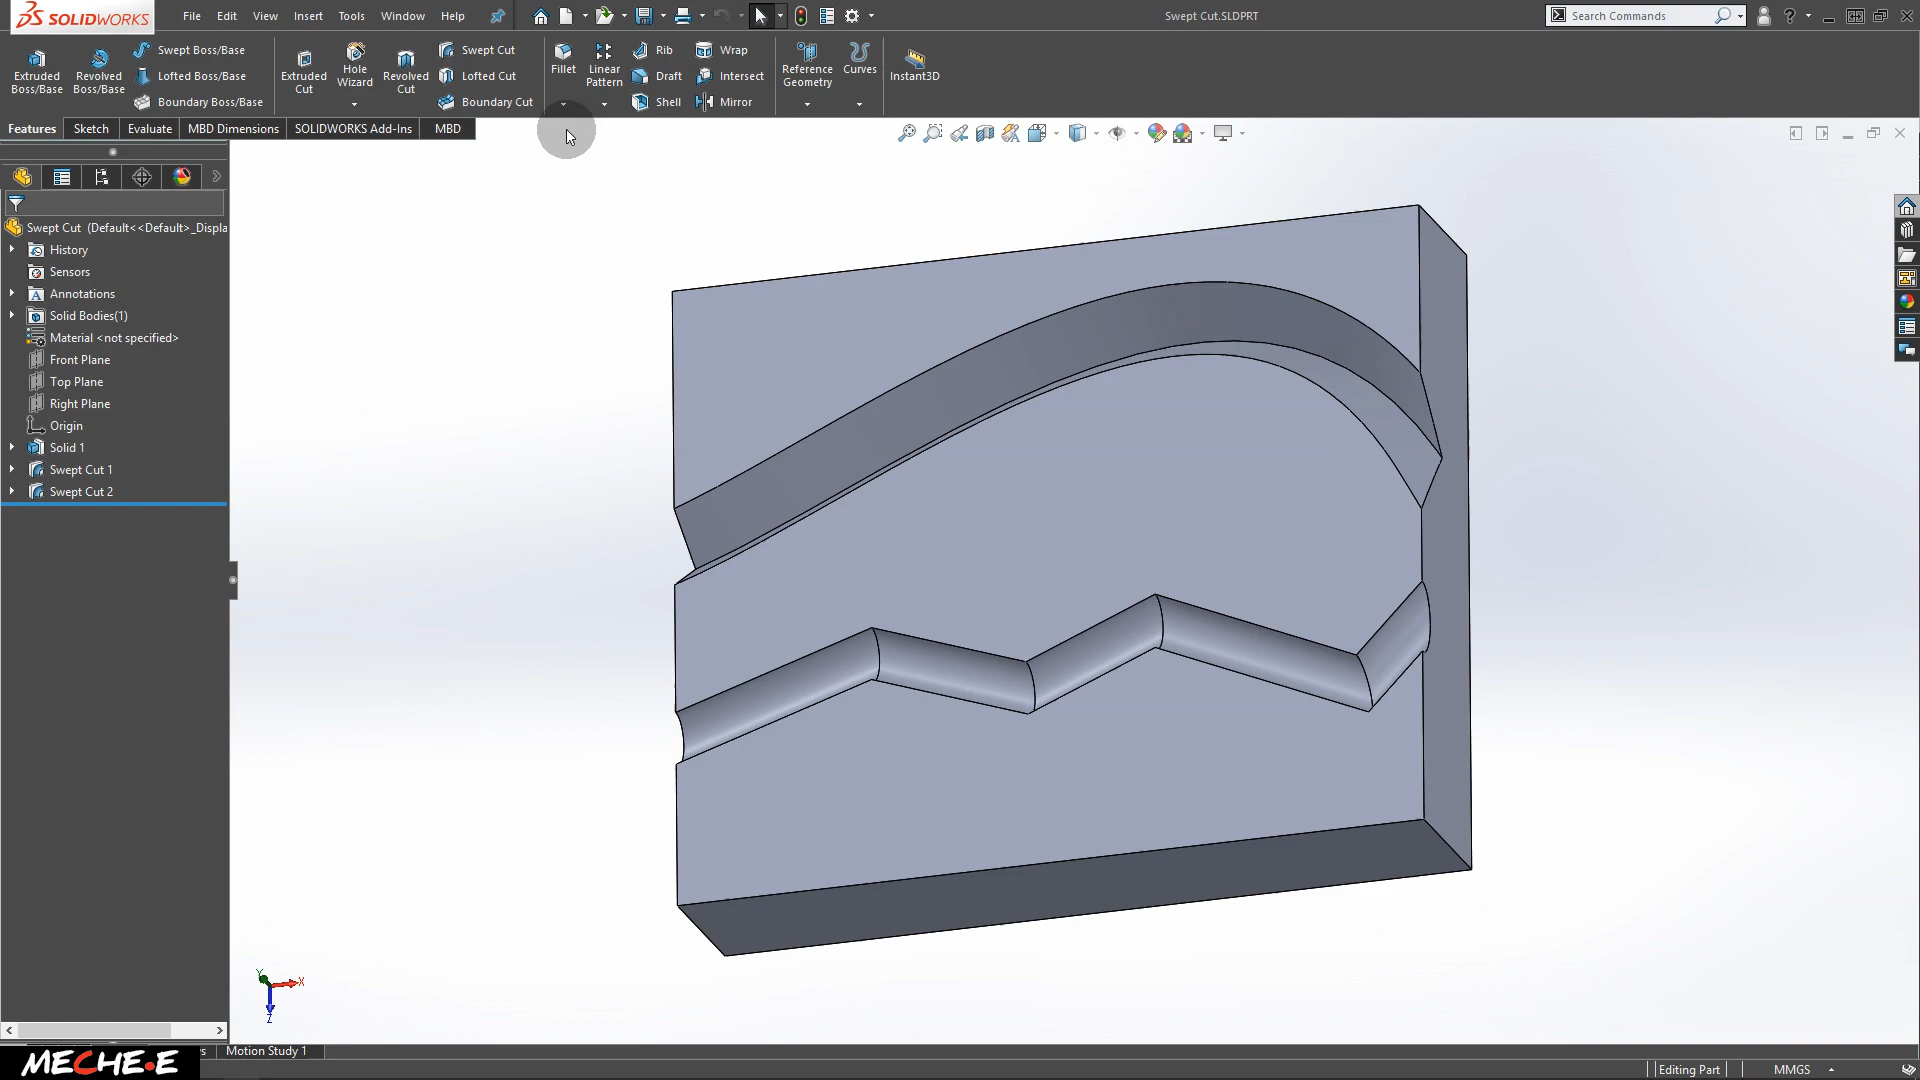 SOLIDWORKS
File Edit View Insert Tools Window Help
Swept Cut.SLDPRT
Search Commands
?
Extruded Boss/Base
Revolved Boss/Base
Swept Boss/Base
Lofted Boss/Base
Boundary Boss/Base
Extruded Cut
Hole Wizard
Revolved Cut
Swept Cut
Lofted Cut
Boundary Cut
Fillet
Linear Pattern
Rib
Draft
Shell
Wrap
Intersect
Mirror
Reference Geometry
Curves
Instant3D
Features Sketch Evaluate MBD Dimensions SOLIDWORKS Add-Ins MBD
Swept Cut (Default<<Default>_Displa
History
Sensors
Annotations
Solid Bodies(1)
Material <not specified>
Front Plane
Top Plane
Right Plane
Origin
Solid 1
Swept Cut 1
Swept Cut 2
Y
X
Z
s Motion Study 1
MECHE·E
Editing Part MMGS